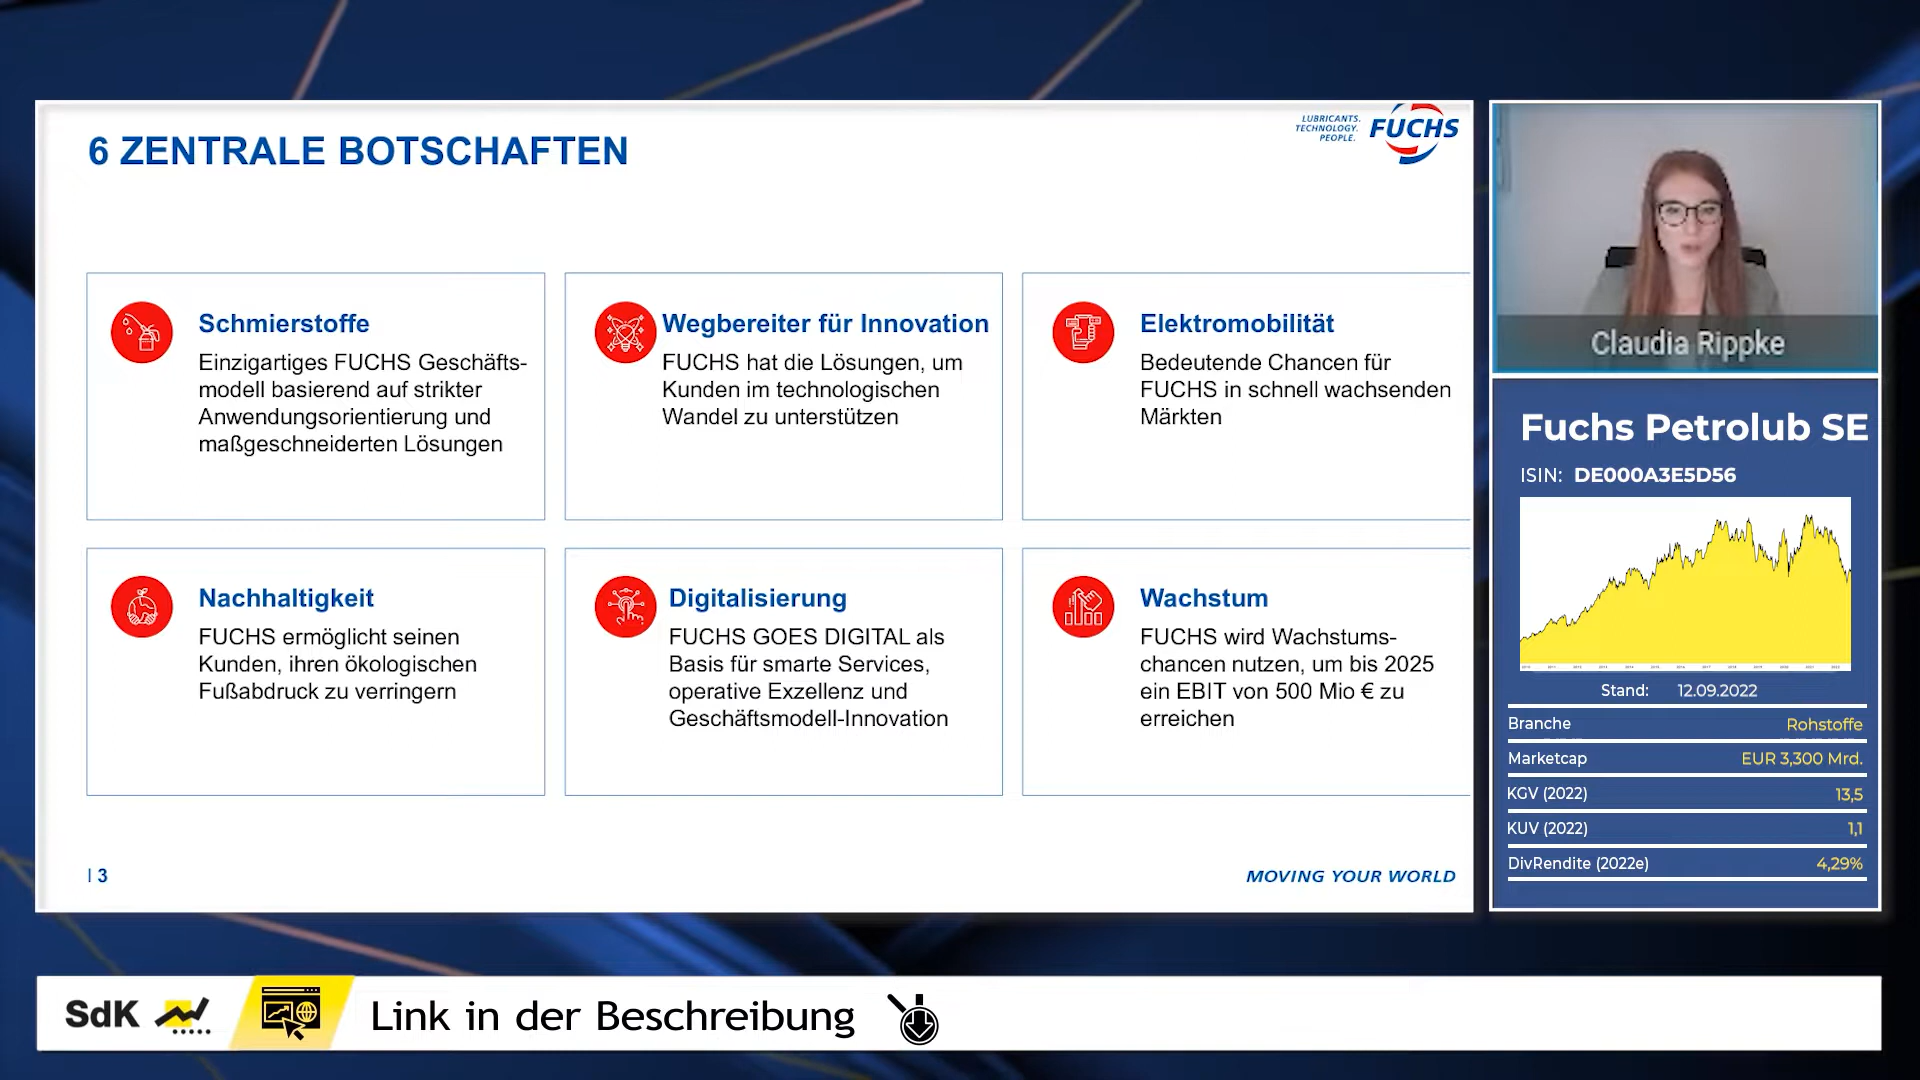 6 ZENTRALE BOTSCHAFTEN
LUBRICANTS.
TECHNOLOGY.
PEOPLE.
FUCHS
Schmierstoffe
Einzigartiges FUCHS Geschäfts-
modell basierend auf strikter
Anwendungsorientierung und
maßgeschneiderten Lösungen
Wegbereiter für Innovation
FUCHS hat die Lösungen, um
Kunden im technologischen
Wandel zu unterstützen
Elektromobilität
Bedeutende Chancen für
FUCHS in schnell wachsenden
Märkten
Nachhaltigkeit
FUCHS ermöglicht seinen
Kunden, ihren ökologischen
Fußabdruck zu verringern
Digitalisierung
FUCHS GOES DIGITAL als
Basis für smarte Services,
operative Exzellenz und
Geschäftsmodell-Innovation
Wachstum
FUCHS wird Wachstums-
chancen nutzen, um bis 2025
ein EBIT von 500 Mio € zu
erreichen
| 3
MOVING YOUR WORLD
Claudia Rippke
Fuchs Petrolub SE
ISIN: DE000A3E5D56
Stand: 12.09.2022
Branche Rohstoffe
Marketcap EUR 3,300 Mrd.
KGV (2022) 13,5
KUV (2022) 1,1
DivRendite (2022e) 4,29%
SdK
Link in der Beschreibung